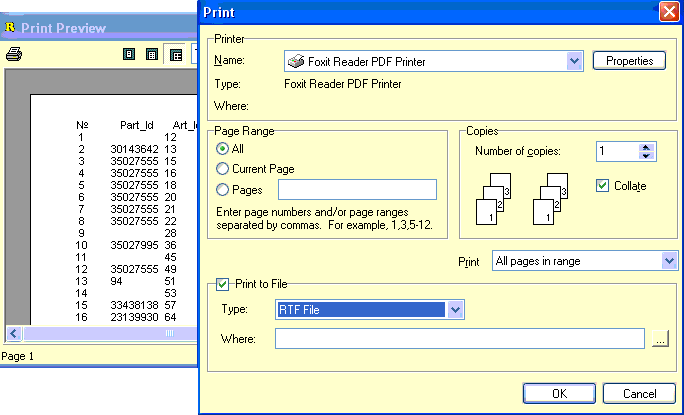 R Print Preview
№ Part_Id Art_I
1 12
2 30143642 13
3 35027555 15
4 35027555 16
5 35027555 18
6 35027555 20
7 35027555 21
8 35027555 22
9 28
10 35027995 36
11 45
12 35027555 49
13 94 51
14 53
15 33438138 57
16 23139930 64
Page 1
Print
Printer
Name: Foxit Reader PDF Printer
Properties
Type: Foxit Reader PDF Printer
Where:
Page Range
All
Current Page
Pages
Enter page numbers and/or page ranges
separated by commas. For example, 1,3,5-12.
Copies
Number of copies: 1
1 2 3 1 2 3
Collate
Print All pages in range
Print to File
Type: RTF File
Where: ...
OK Cancel